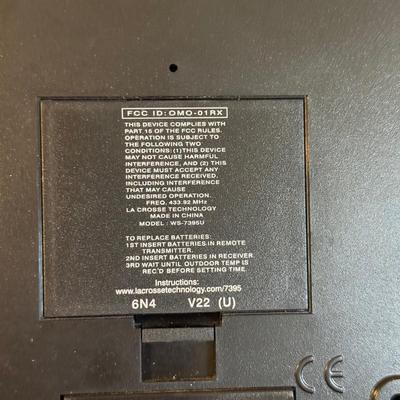 FCC ID: OMO-01RX
THIS DEVICE COMPLIES WITH
PART 15 OF THE FCC RULES.
OPERATION IS SUBJECT TO
THE FOLLOWING TWO
CONDITIONS: (1) THIS DEVICE
MAY NOT CAUSE HARMFUL
INTERFERENCE, AND (2) THIS
DEVICE MUST ACCEPT ANY
INTERFERENCE RECEIVED,
INCLUDING INTERFERENCE
THAT MAY CAUSE
UNDESIRED OPERATION.
FREQ. 433.92 MHz
LA CROSSE TECHNOLOGY
MADE IN CHINA
MODEL: WS-7395U
TO REPLACE BATTERIES:
1ST INSERT BATTERIES IN REMOTE
TRANSMITTER.
2ND INSERT BATTERIES IN RECEIVER
3RD WAIT UNTIL OUTDOOR TEMP IS
REC'D BEFORE SETTING TIME.
Instructions:
www.lacrossetechnology.com/7395
6N4 V22 (U)
CE